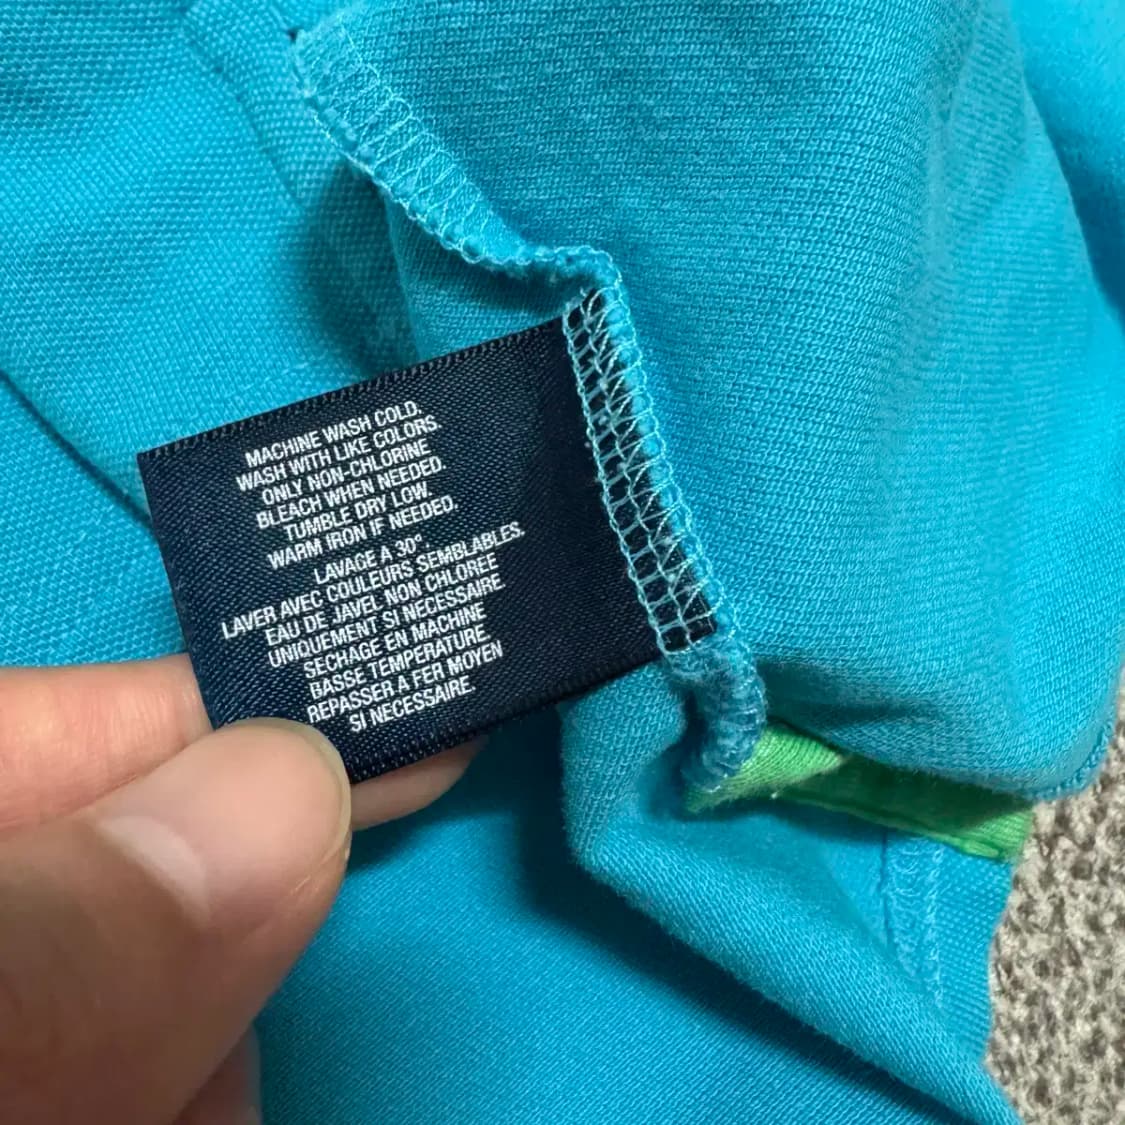 MACHINE WASH COLD.
WASH WITH LIKE COLORS.
ONLY NON-CHLORINE
BLEACH WHEN NEEDED.
TUMBLE DRY LOW.
WARM IRON IF NEEDED.
LAVAGE A 30°
LAVER AVEC COULEURS SEMBLABLES.
EAU DE JAVEL NON CHLOREE
UNIQUEMENT SI NECESSAIRE.
SECHAGE EN MACHINE
BASSE TEMPERATURE.
REPASSER A FER MOYEN
SI NECESSAIRE.